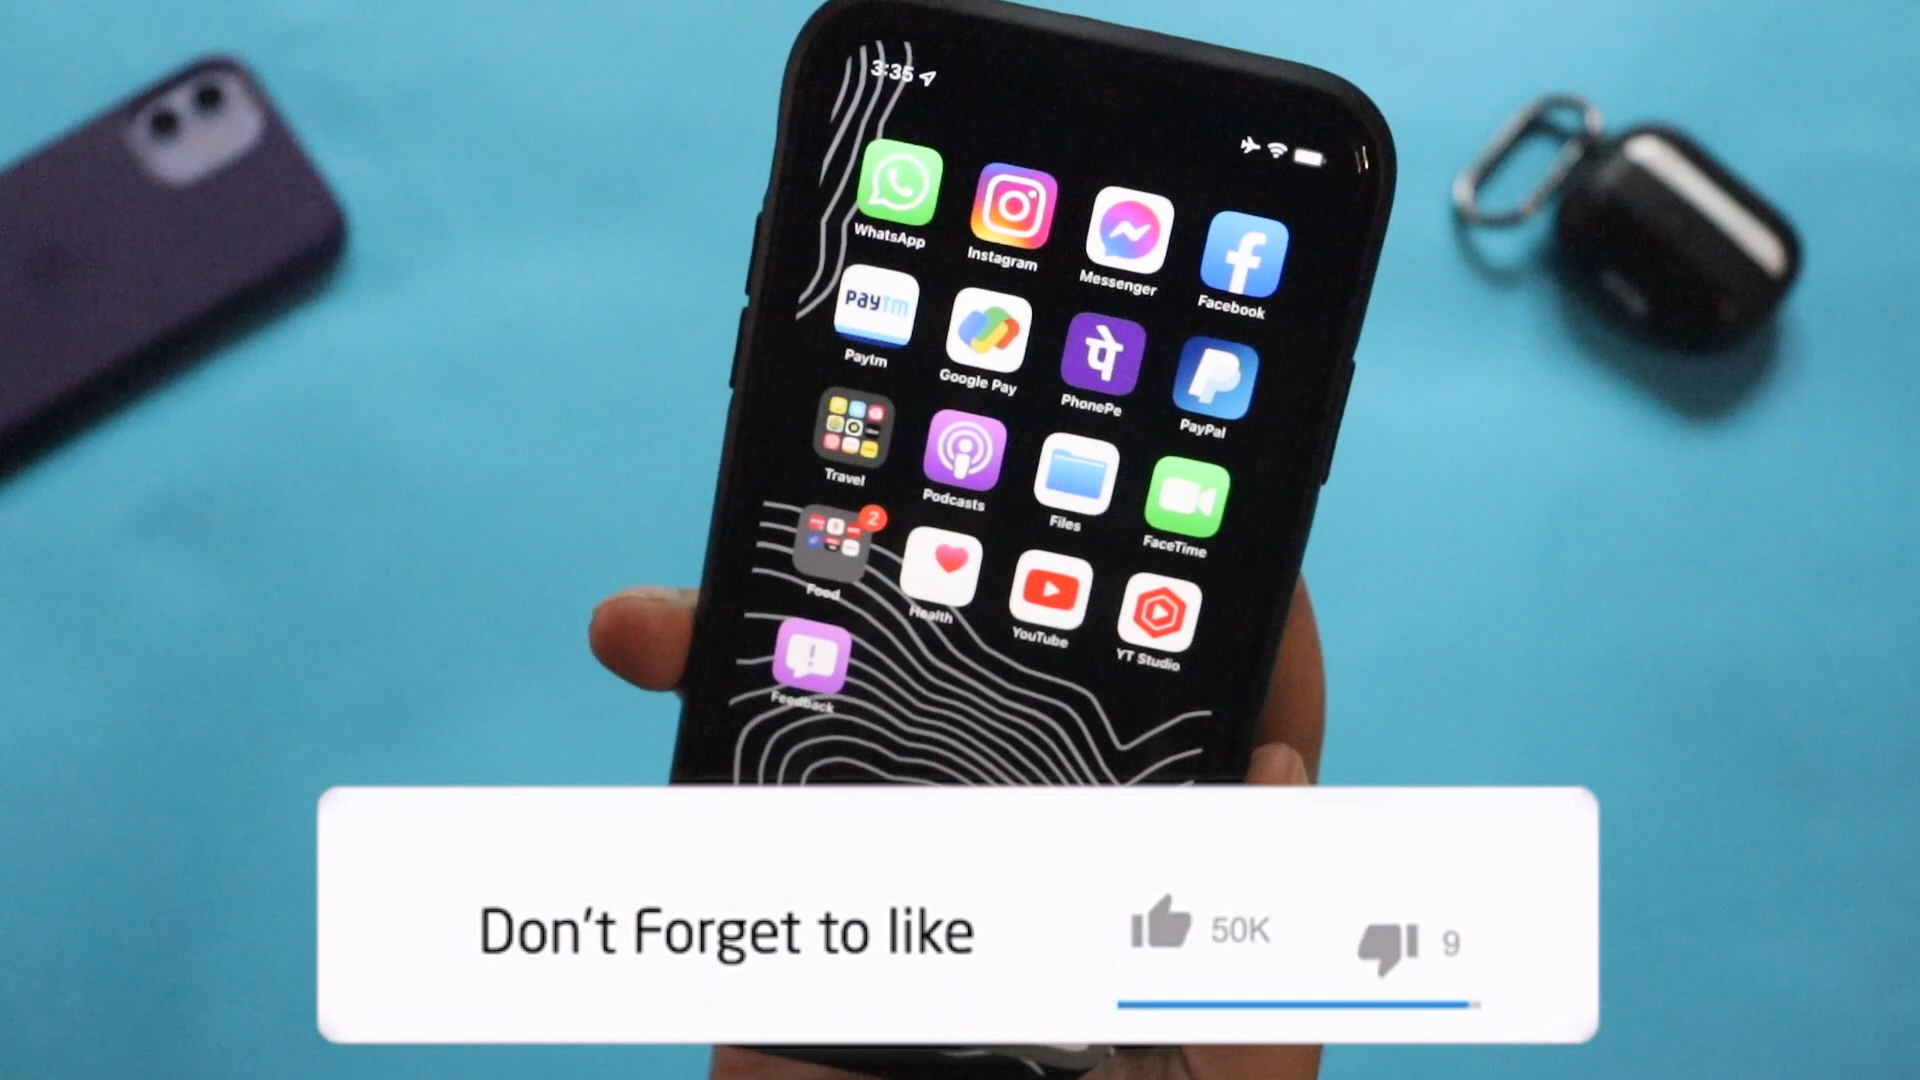 3:35
WhatsApp
Instagram
Messenger
Facebook
paytm
Paytm
Google Pay
पे
PhonePe
PayPal
Travel
Podcasts
Files
FaceTime
2
Food
Health
YouTube
YT Studio
!
Feedback
Don't Forget to like
50K
9